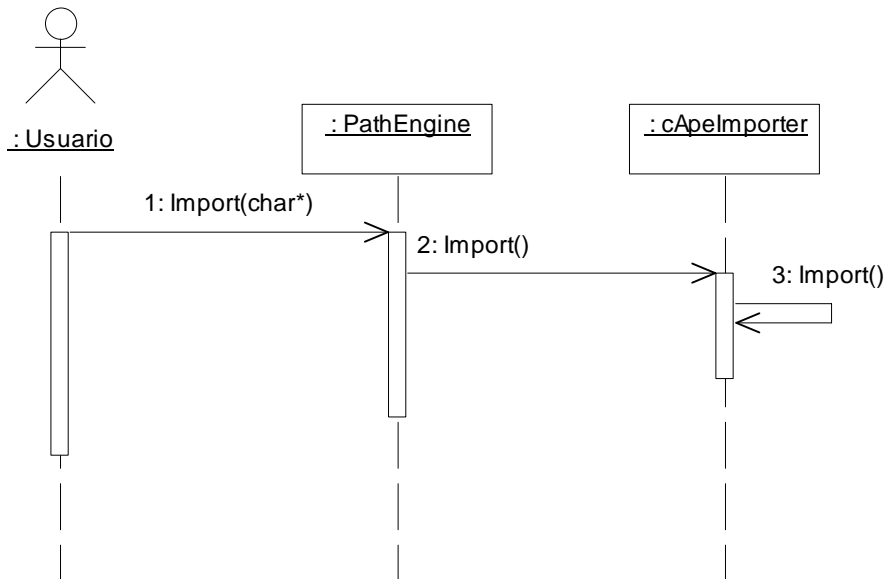 : Usuario
: PathEngine
: cApeImporter
1: Import(char*)
2: Import()
3: Import()